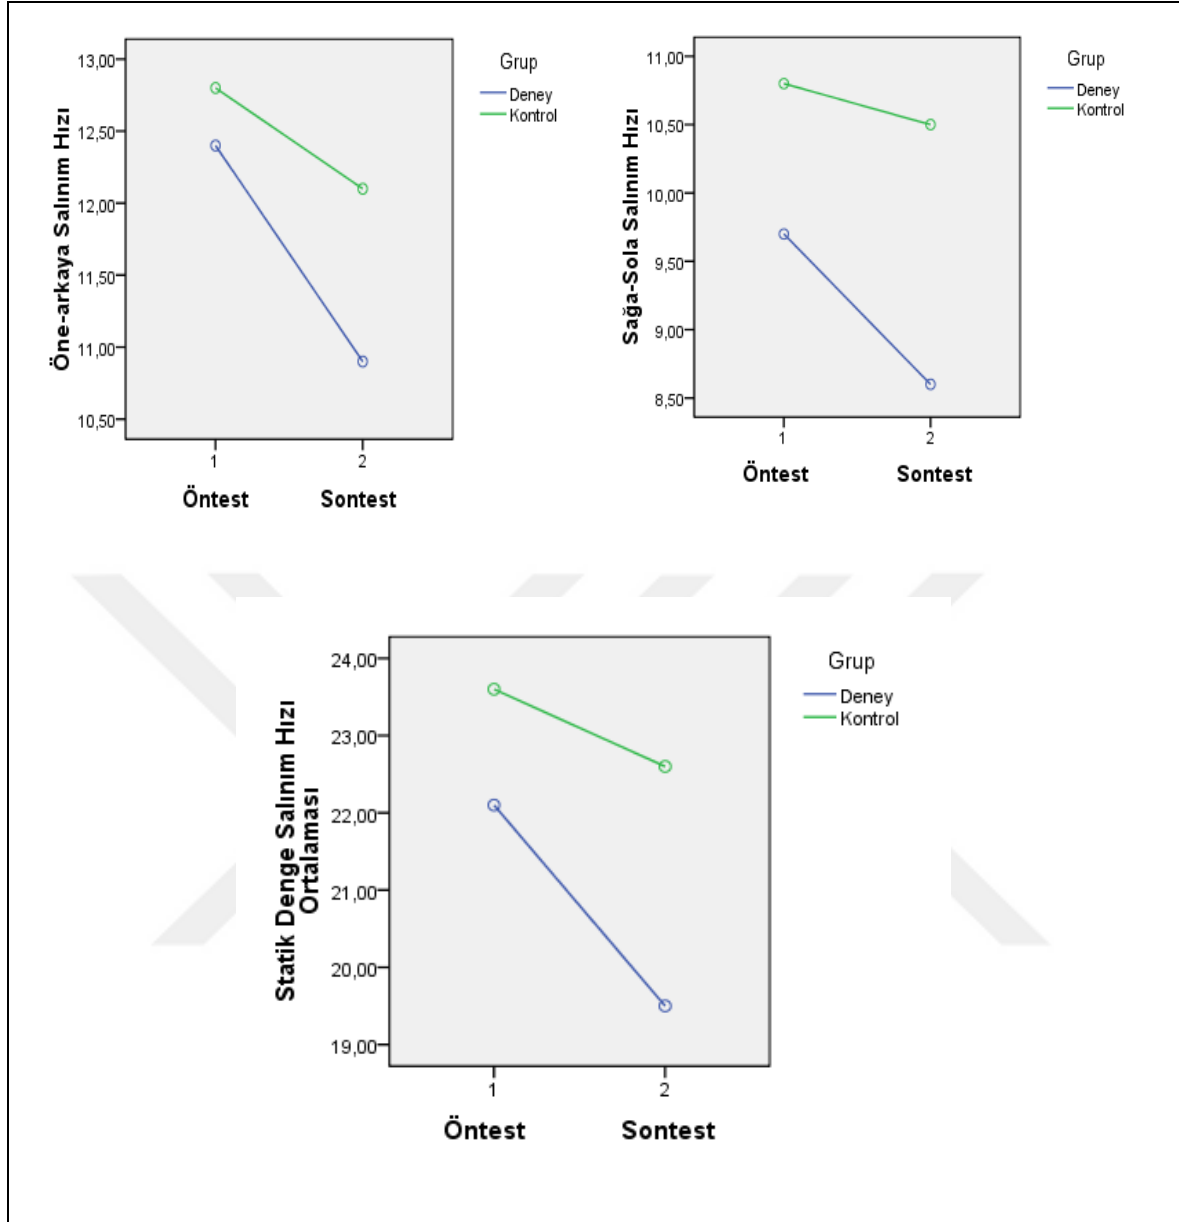 13,00
12,50
12,00
11,50
11,00
10,50
Öne-arkaya Salınım Hızı
1
2
Öntest Sontest
Grup
Deney
Kontrol
11,00
10,50
10,00
9,50
9,00
8,50
Sağa-Sola Salınım Hızı
1
2
Öntest Sontest
Grup
Deney
Kontrol
24,00
23,00
22,00
21,00
20,00
19,00
Statik Denge Salınım Hızı
Ortalaması
1
2
Öntest Sontest
Grup
Deney
Kontrol